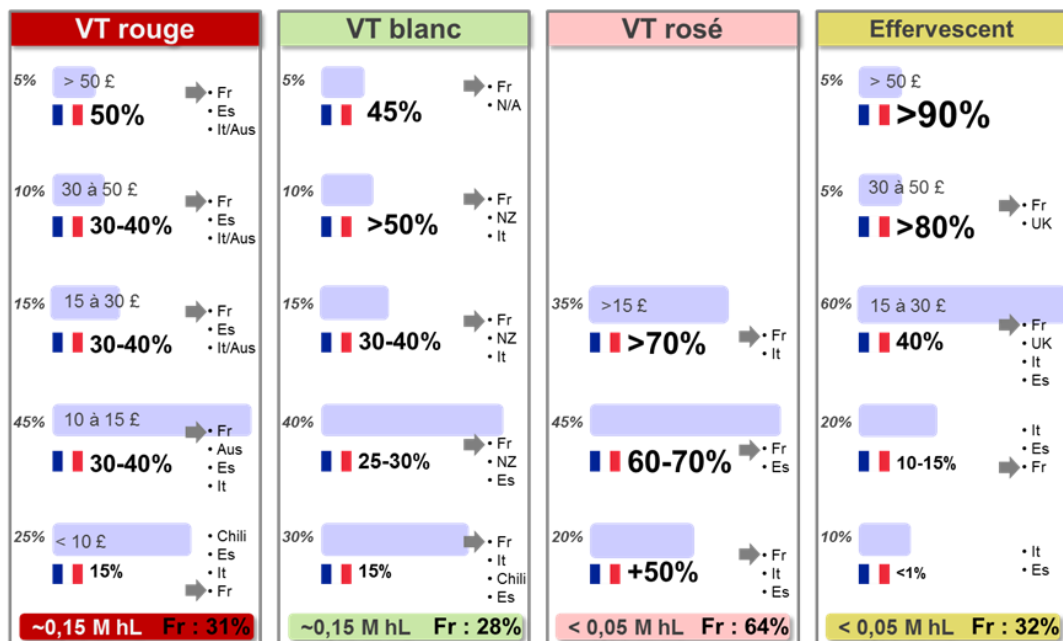 VT rouge
5%
> 50 £
50%
• Fr
• Es
• It/Aus
10%
30 à 50 £
30-40%
• Fr
• Es
• It/Aus
15%
15 à 30 £
30-40%
• Fr
• Es
• It/Aus
45%
10 à 15 £
30-40%
• Fr
• Aus
• Es
• It
25%
< 10 £
15%
• Chili
• Es
• It
• Fr
~0,15 M hL Fr : 31%
VT blanc
5%
45%
• Fr
• N/A
10%
>50%
• Fr
• NZ
• It
15%
30-40%
• Fr
• NZ
• It
40%
25-30%
• Fr
• NZ
• Es
30%
15%
• Fr
• It
• Chili
• Es
~0,15 M hL Fr : 28%
VT rosé
35%
>15 £
>70%
• Fr
• It
45%
60-70%
• Fr
• Es
20%
+50%
• Fr
• It
• Es
< 0,05 M hL Fr : 64%
Effervescent
5%
> 50 £
>90%
5%
30 à 50 £
>80%
• Fr
• UK
60%
15 à 30 £
40%
• Fr
• UK
• It
• Es
20%
10-15%
• It
• Es
• Fr
10%
<1%
• It
• Es
< 0,05 M hL Fr : 32%